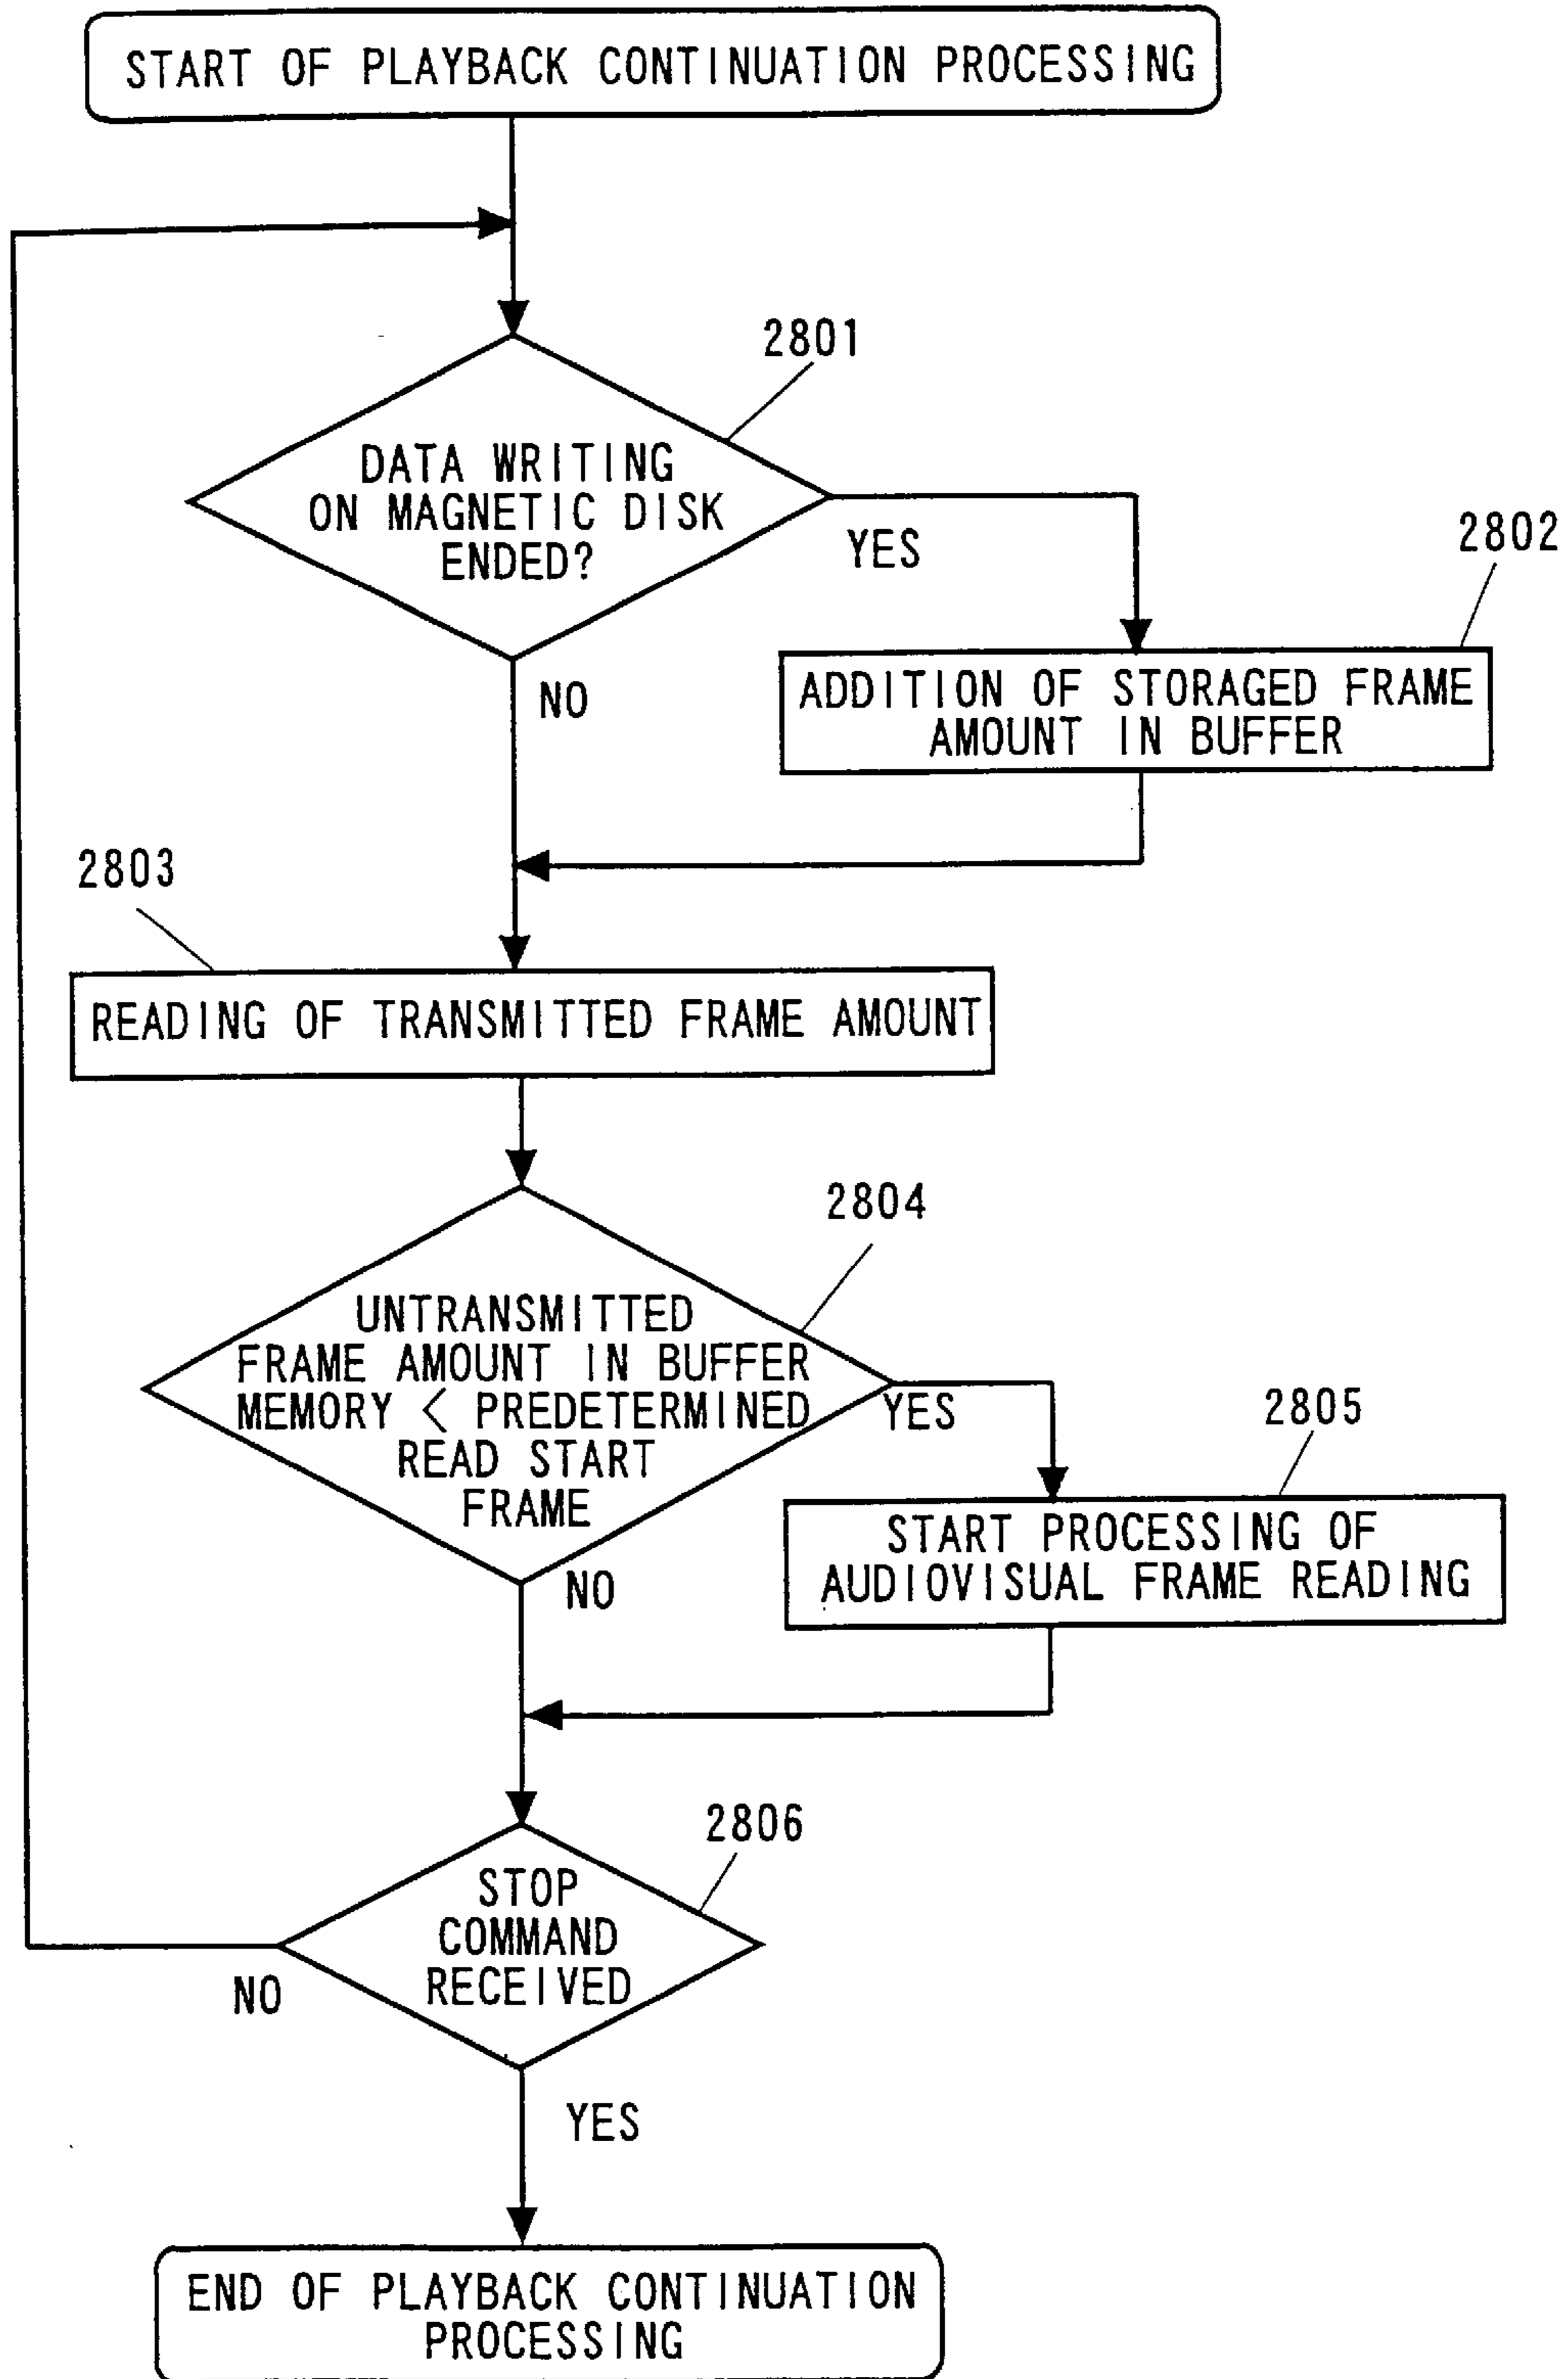 START OF PLAYBACK CONTINUATION PROCESSING
2801
DATA WRITING
ON MAGNETIC DISK
ENDED?
YES
2802
NO
ADDITION OF STORAGED FRAME
AMOUNT IN BUFFER
2803
READING OF TRANSMITTED FRAME AMOUNT
2804
UNTRANSMITTED
FRAME AMOUNT IN BUFFER
MEMORY < PREDETERMINED
READ START
FRAME
YES
2805
NO
START PROCESSING OF
AUDIOVISUAL FRAME READING
2806
STOP
COMMAND
RECEIVED
NO
YES
END OF PLAYBACK CONTINUATION
PROCESSING